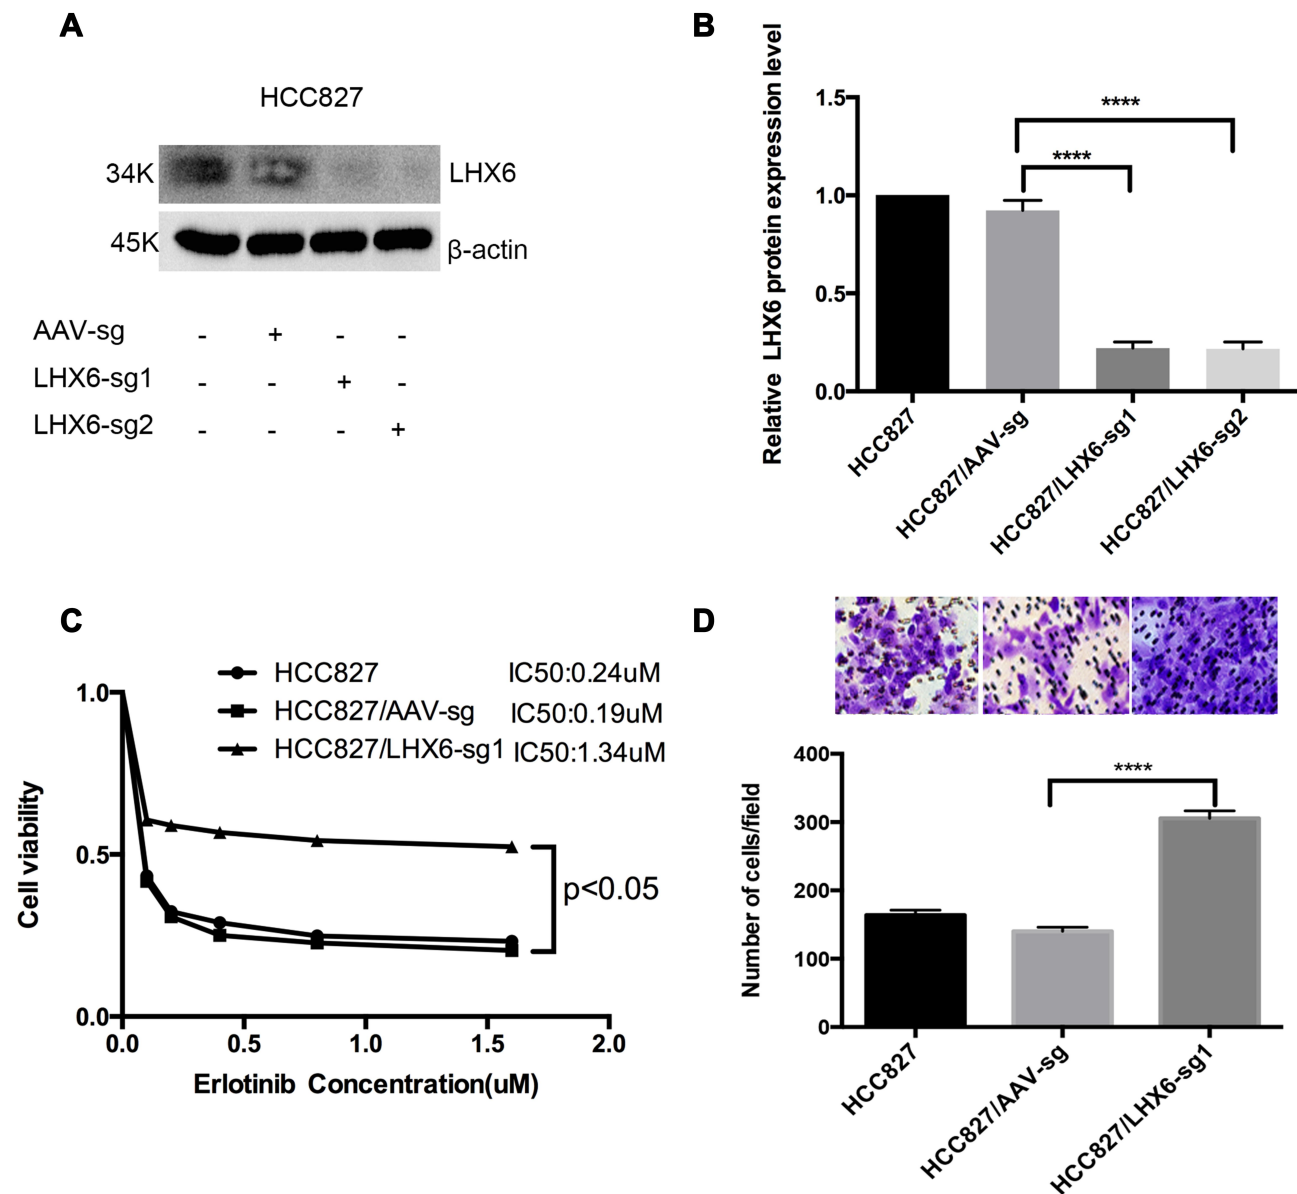 A
HCC827
34K
LHX6
45K
β-actin
AAV-sg - + - -
LHX6-sg1 - - + -
LHX6-sg2 - - - +
B
Relative LHX6 protein expression level
1.5
1.0
0.5
0.0
****
****
HCC827
HCC827/AAV-sg
HCC827/LHX6-sg1
HCC827/LHX6-sg2
C
HCC827 IC50:0.24uM
HCC827/AAV-sg IC50:0.19uM
HCC827/LHX6-sg1 IC50:1.34uM
Cell viability
1.0
0.5
0.0
p<0.05
0.0 0.5 1.0 1.5 2.0
Erlotinib Concentration(uM)
D
Number of cells/field
400
300
200
100
0
****
HCC827
HCC827/AAV-sg
HCC827/LHX6-sg1